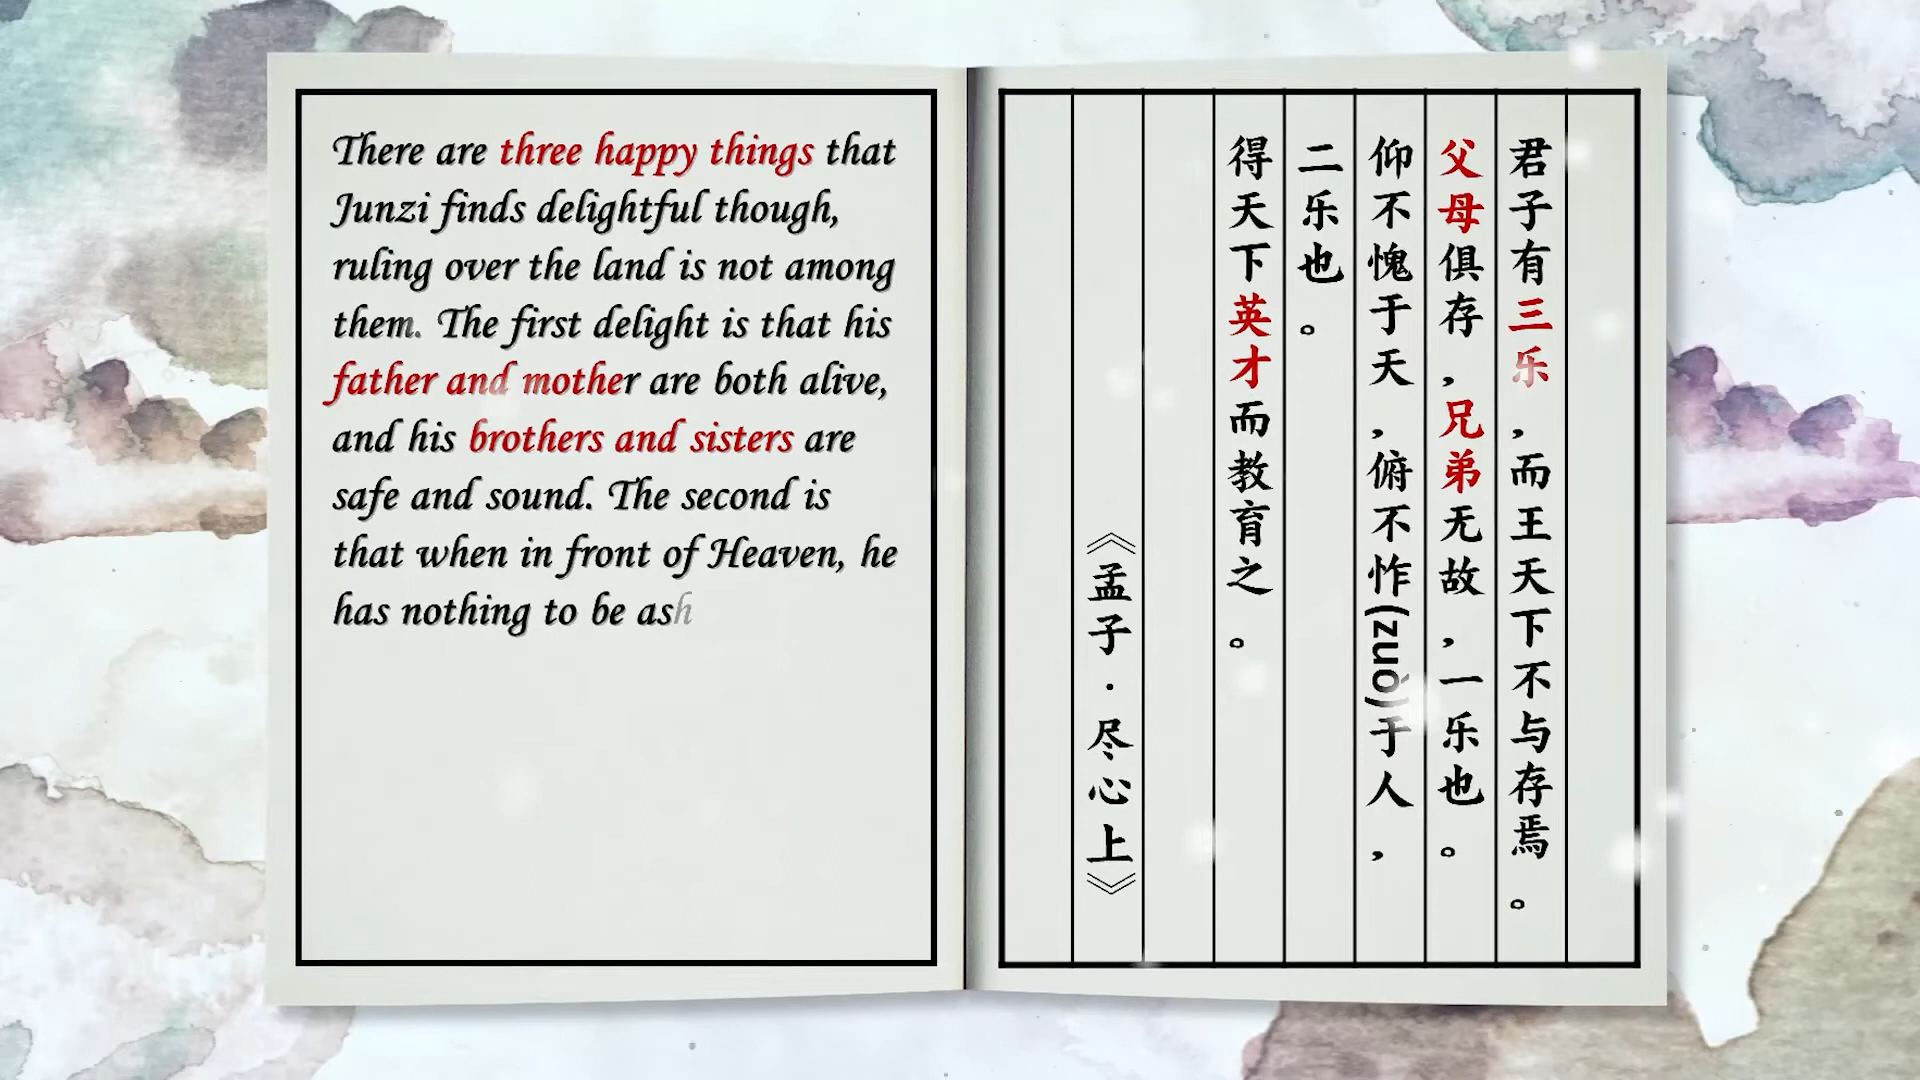 There are three happy things that
Junzi finds delightful though,
ruling over the land is not among
them. The first delight is that his
father and mother are both alive,
and his brothers and sisters are
safe and sound. The second is
that when in front of Heaven, he
has nothing to be ash
君子有三乐，而王天下不与存焉。
父母俱存，兄弟无故，一乐也。
仰不愧于天，俯不怍(zuò)于人，
二乐也。
得天下英才而教育之。
《孟子·尽心上》